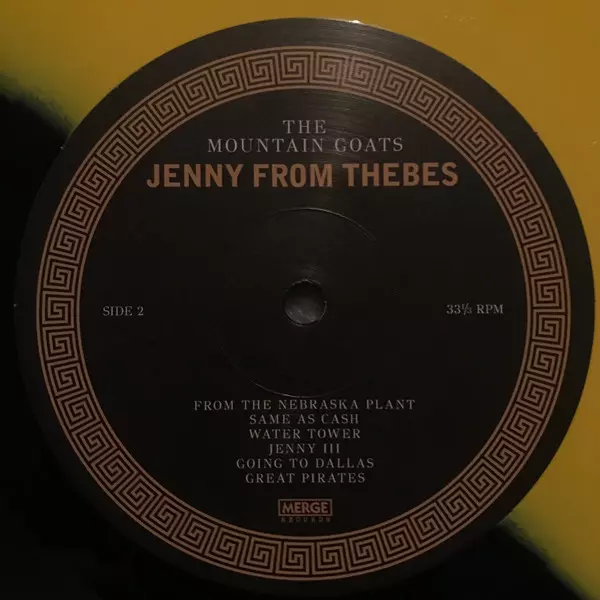 THE
MOUNTAIN GOATS
JENNY FROM THEBES
SIDE 2
33⅓ RPM
FROM THE NEBRASKA PLANT
SAME AS CASH
WATER TOWER
JENNY III
GOING TO DALLAS
GREAT PIRATES
MERGE
RECORDS